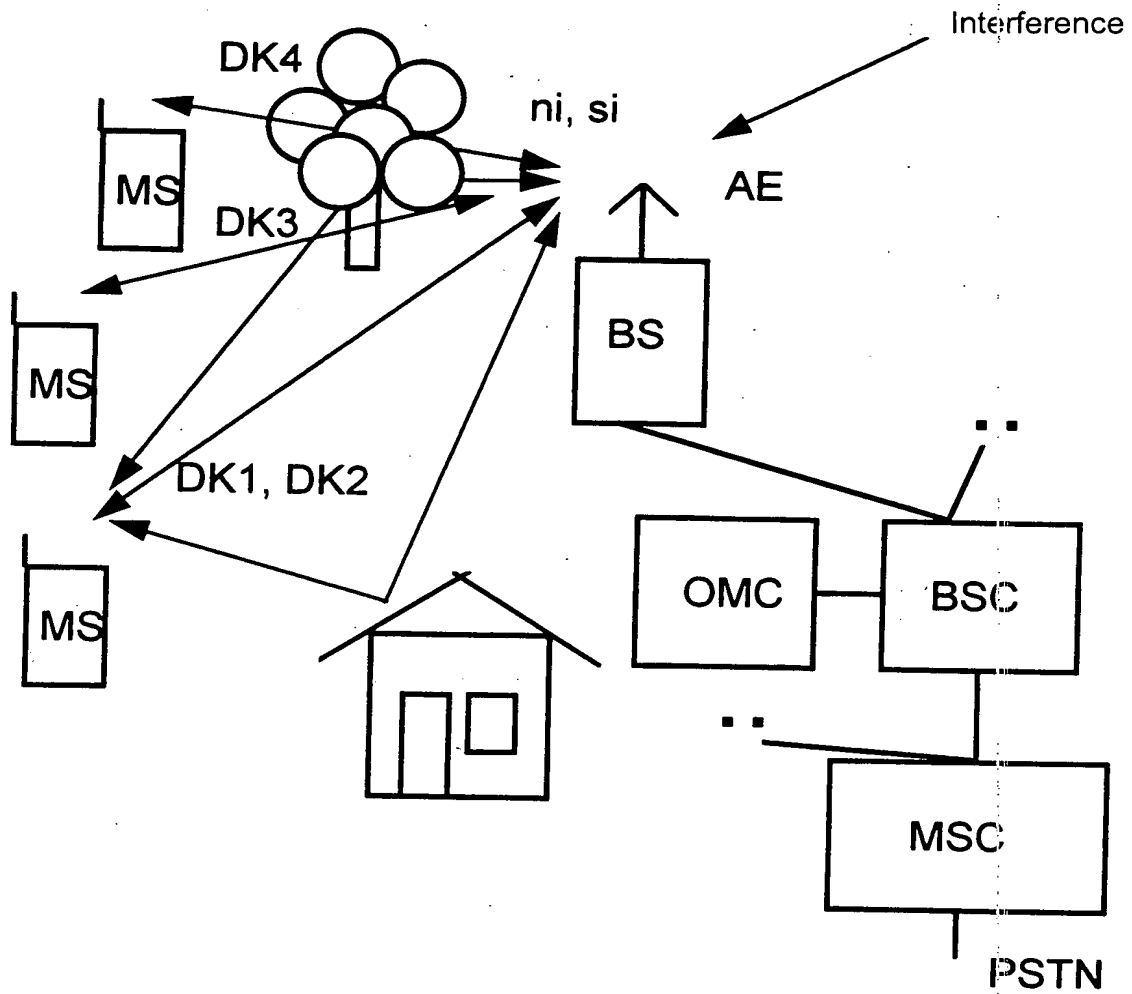 Interference
DK4
ni, si
MS
AE
DK3
BS
MS
DK1, DK2
OMC
BSC
MS
MSC
PSTN